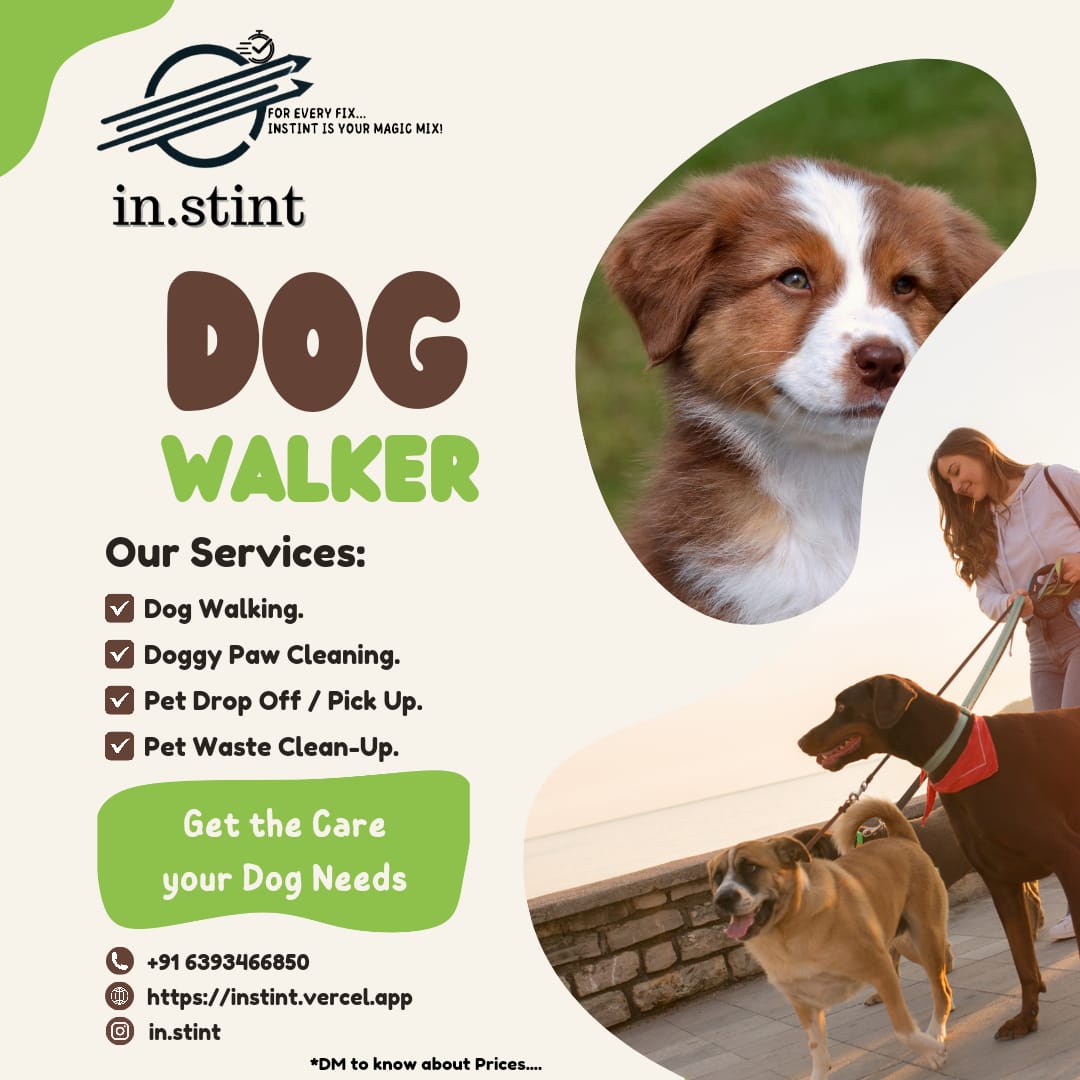 FOR EVERY FIX...
INSTINT IS YOUR MAGIC MIX!
in.stint
DOG
WALKER
Our Services:
Dog Walking.
Doggy Paw Cleaning.
Pet Drop Off / Pick Up.
Pet Waste Clean-Up.
Get the Care
your Dog Needs
+91 6393466850
https://instint.vercel.app
in.stint
*DM to know about Prices....